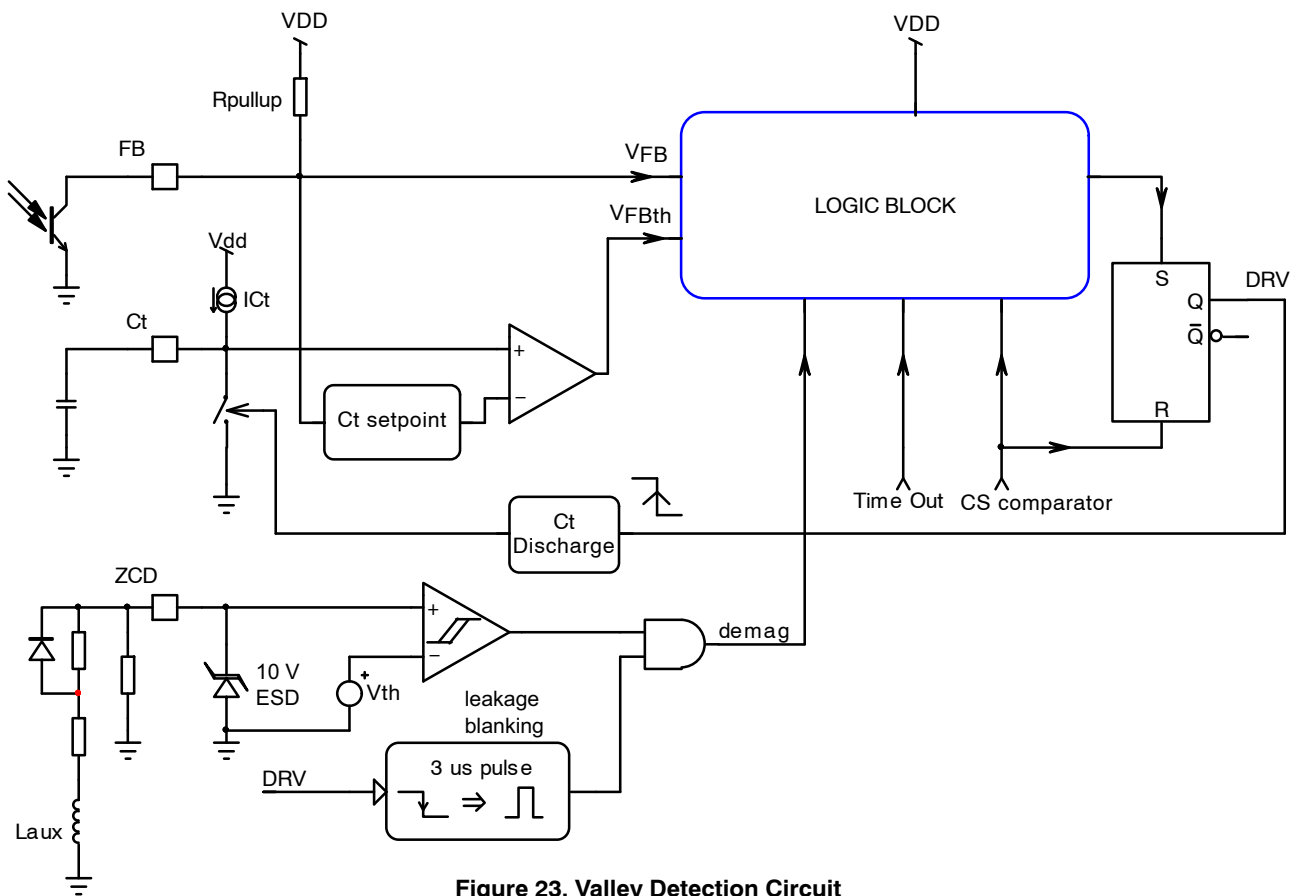 VDD
VDD
Rpullup
FB
VFB
LOGIC BLOCK
VFBth
Vdd
S
DRV
ICt
Q
Ct
Q̅
+
−
Ct setpoint
R
Time Out
CS comparator
Ct
Discharge
ZCD
+
demag
−
10 V
ESD
+
Vth
leakage
blanking
3 us pulse
DRV
⇒
Laux
Figure 23. Valley Detection Circuit